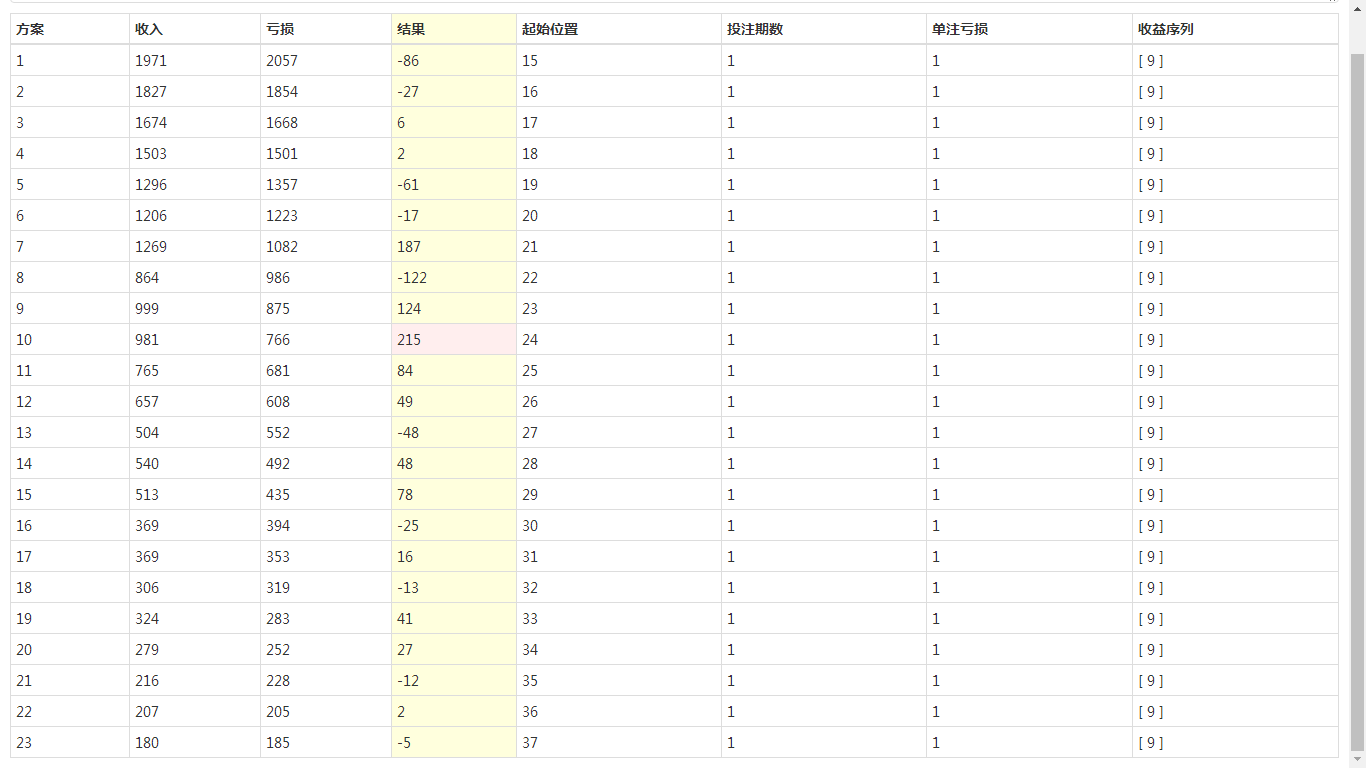 方案 收入 亏损 结果 起始位置 投注期数 单注亏损 收益序列
1 1971 2057 -86 15 1 1 [ 9 ]
2 1827 1854 -27 16 1 1 [ 9 ]
3 1674 1668 6 17 1 1 [ 9 ]
4 1503 1501 2 18 1 1 [ 9 ]
5 1296 1357 -61 19 1 1 [ 9 ]
6 1206 1223 -17 20 1 1 [ 9 ]
7 1269 1082 187 21 1 1 [ 9 ]
8 864 986 -122 22 1 1 [ 9 ]
9 999 875 124 23 1 1 [ 9 ]
10 981 766 215 24 1 1 [ 9 ]
11 765 681 84 25 1 1 [ 9 ]
12 657 608 49 26 1 1 [ 9 ]
13 504 552 -48 27 1 1 [ 9 ]
14 540 492 48 28 1 1 [ 9 ]
15 513 435 78 29 1 1 [ 9 ]
16 369 394 -25 30 1 1 [ 9 ]
17 369 353 16 31 1 1 [ 9 ]
18 306 319 -13 32 1 1 [ 9 ]
19 324 283 41 33 1 1 [ 9 ]
20 279 252 27 34 1 1 [ 9 ]
21 216 228 -12 35 1 1 [ 9 ]
22 207 205 2 36 1 1 [ 9 ]
23 180 185 -5 37 1 1 [ 9 ]